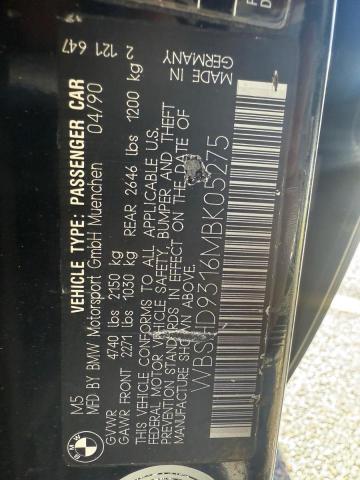 M5 VEHICLE TYPE: PASSENGER CAR
MFD BY BMW Motorsport GmbH Muenchen 04/90
2 121 647
GVWR 4740 lbs 2150 kg
GAWR FRONT 2271 lbs 1030 kg REAR 2646 lbs 1200 kg
THIS VEHICLE CONFORMS TO ALL APPLICABLE U.S.
FEDERAL MOTOR VEHICLE SAFETY, BUMPER AND THEFT
PREVENTION STANDARDS IN EFFECT ON THE DATE OF
MANUFACTURE SHOWN ABOVE.
MADE IN
GERMANY
WBSHD9316MBK05275